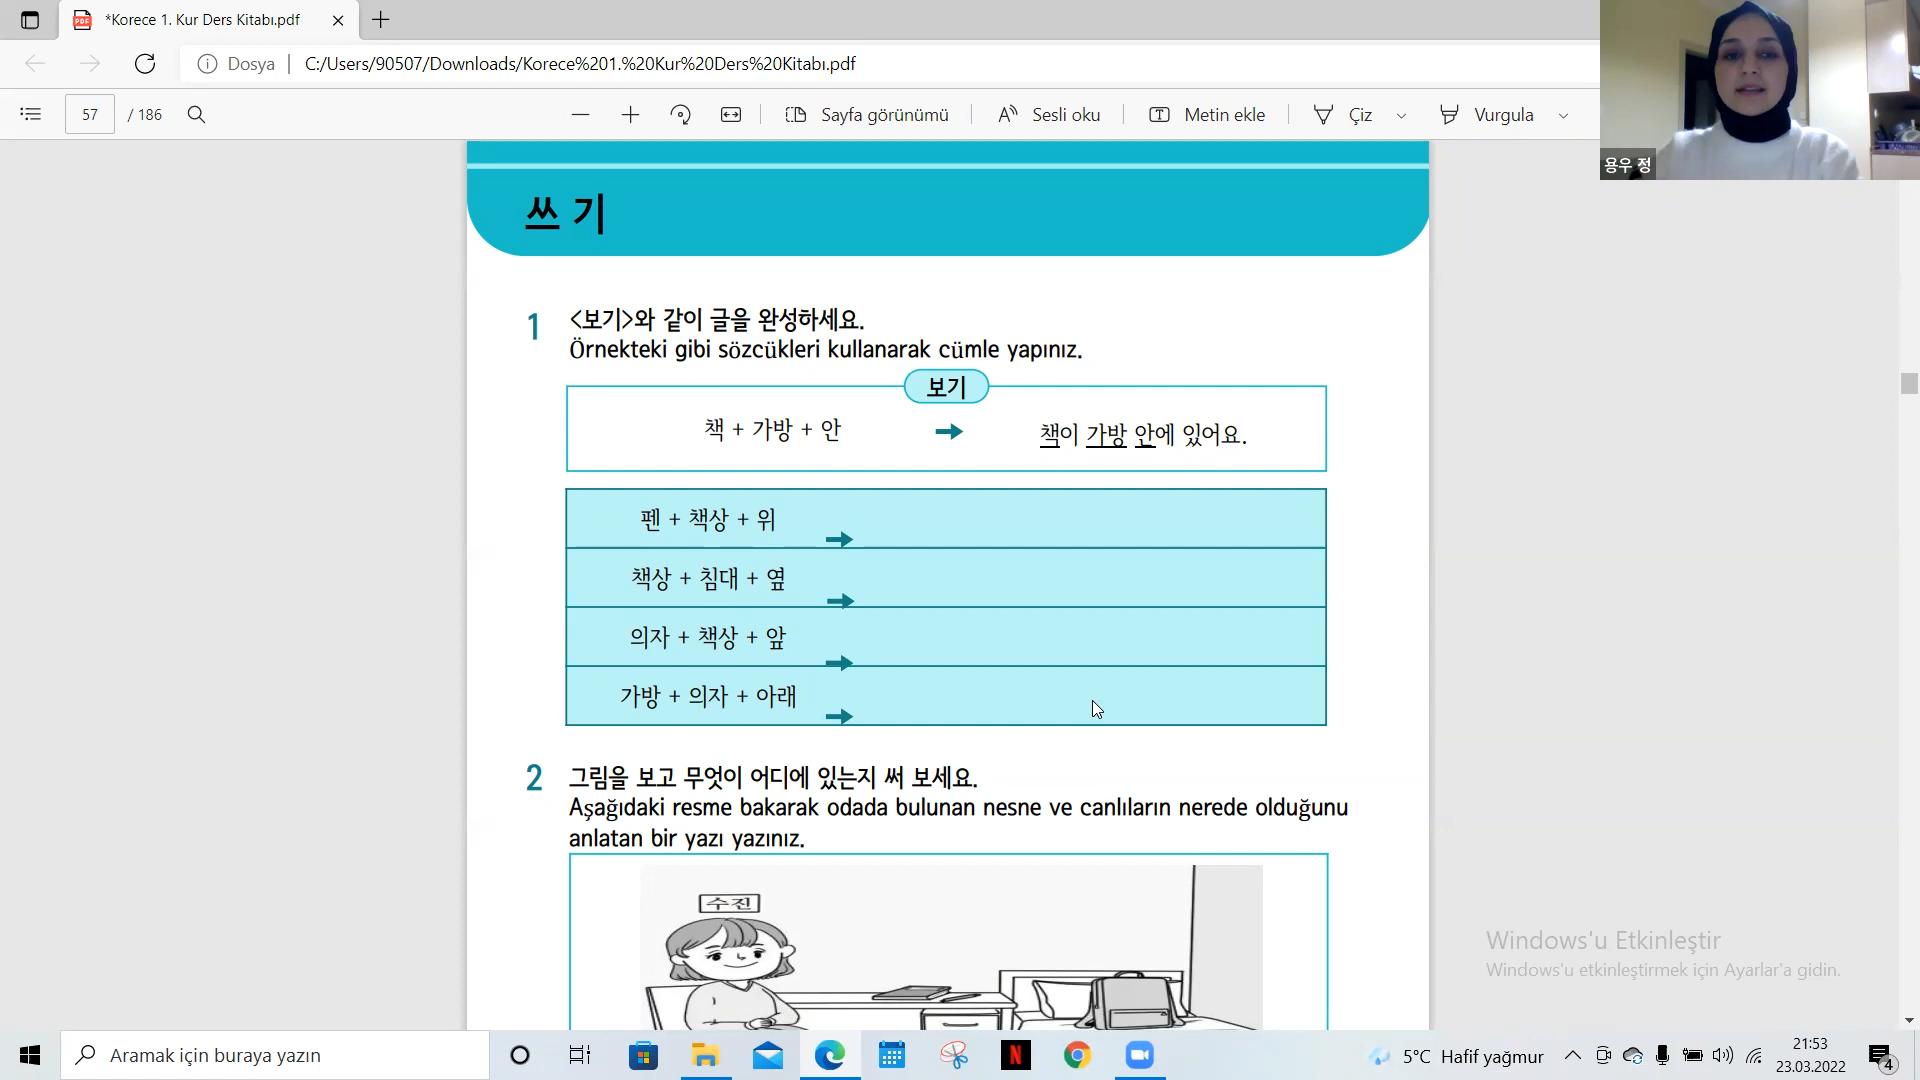 *Korece 1. Kur Ders Kitabı.pdf
Dosya
C:/Users/90507/Downloads/Korece%201.%20Kur%20Ders%20Kitabı.pdf
57 / 186
Sayfa görünümü
Sesli oku
Metin ekle
Çiz
Vurgula
용우 정
쓰 기
1 <보기>와 같이 글을 완성하세요.
Örnekteki gibi sözcükleri kullanarak cümle yapınız.
보기
책 + 가방 + 안 ➔ 책이 가방 안에 있어요.
펜 + 책상 + 위 ➔
책상 + 침대 + 옆 ➔
의자 + 책상 + 앞 ➔
가방 + 의자 + 아래 ➔
2 그림을 보고 무엇이 어디에 있는지 써 보세요.
Aşağıdaki resme bakarak odada bulunan nesne ve canlıların nerede olduğunu
anlatan bir yazı yazınız.
수진
Windows'u Etkinleştir
Windows'u etkinleştirmek için Ayarlar'a gidin.
Aramak için buraya yazın
5°C Hafif yağmur
21:53
23.03.2022
4